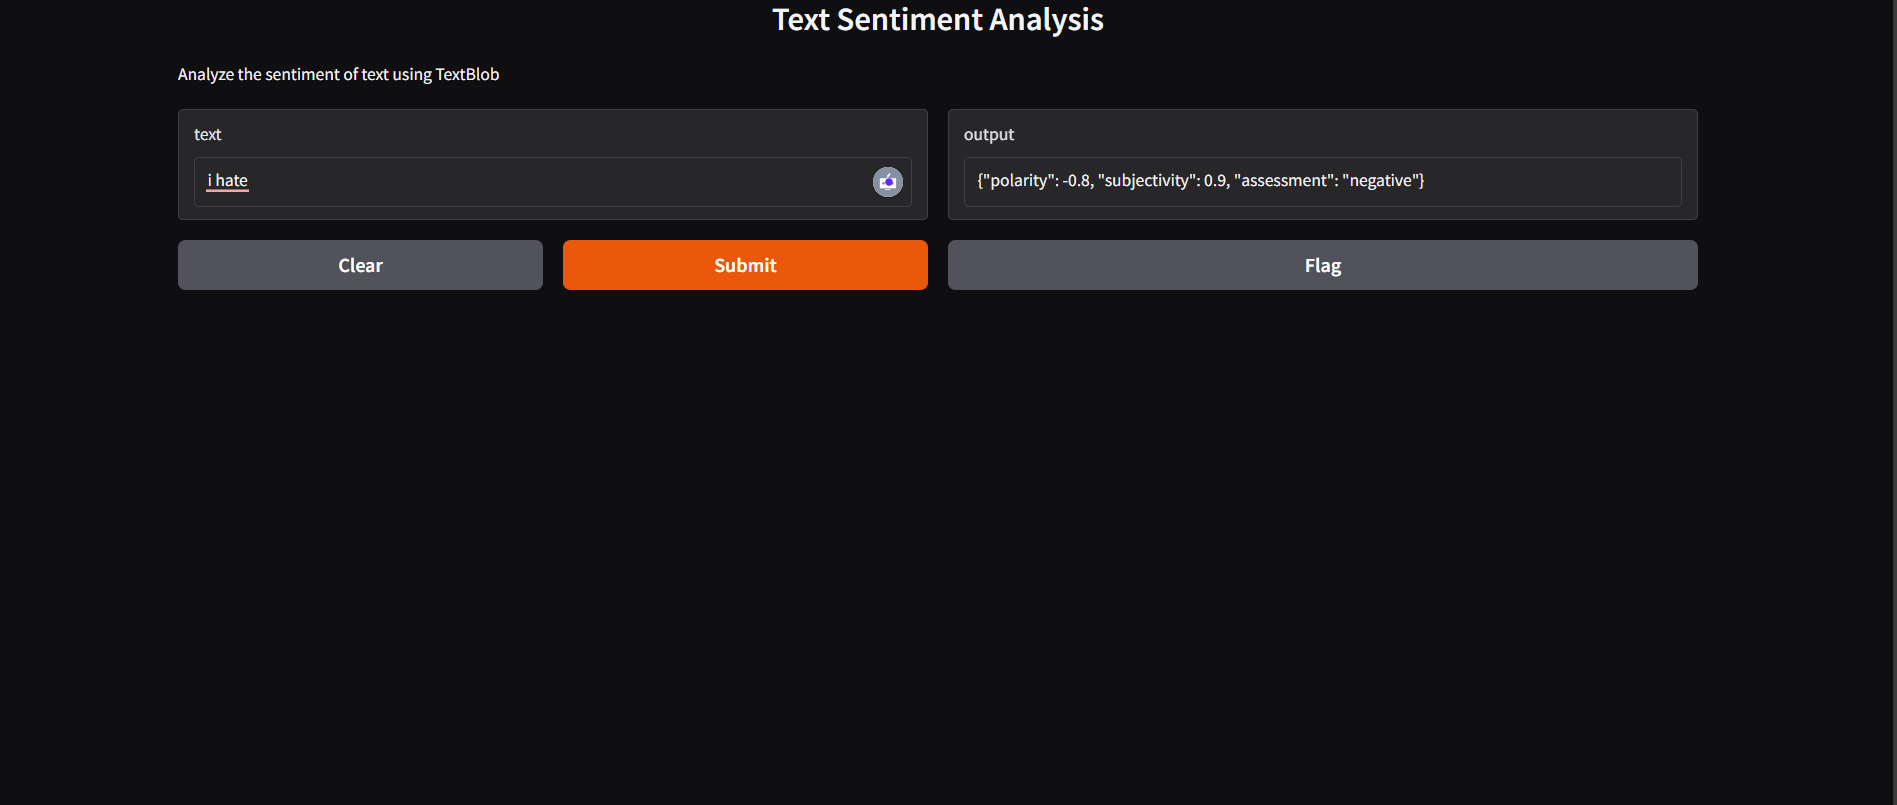 Text Sentiment Analysis
Analyze the sentiment of text using TextBlob
text
i hate
output
{"polarity": -0.8, "subjectivity": 0.9, "assessment": "negative"}
Clear
Submit
Flag